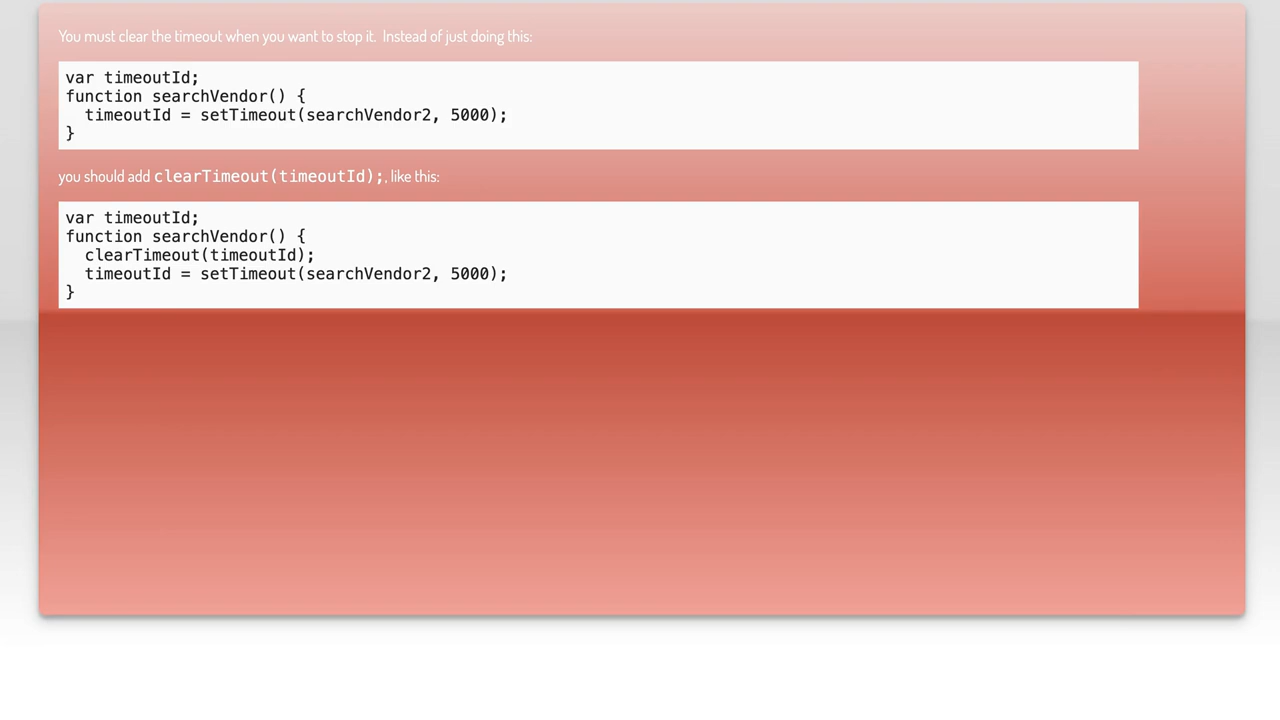 You must clear the timeout when you want to stop it. Instead of just doing this:
var timeoutId;
function searchVendor() {
  timeoutId = setTimeout(searchVendor2, 5000);
}
you should add clearTimeout(timeoutId);, like this:
var timeoutId;
function searchVendor() {
  clearTimeout(timeoutId);
  timeoutId = setTimeout(searchVendor2, 5000);
}